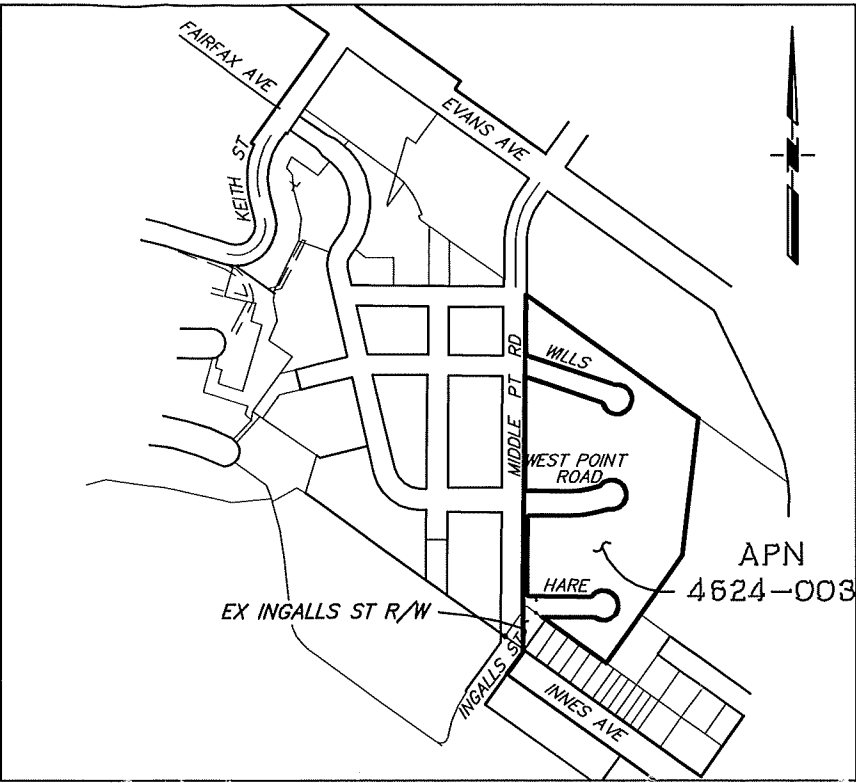 FAIRFAX AVE
EVANS AVE
KEITH ST
MIDDLE PT RD
WILLS
WEST POINT
ROAD
APN
4624-003
HARE
EX INGALLS ST R/W
INGALLS ST
INNES AVE